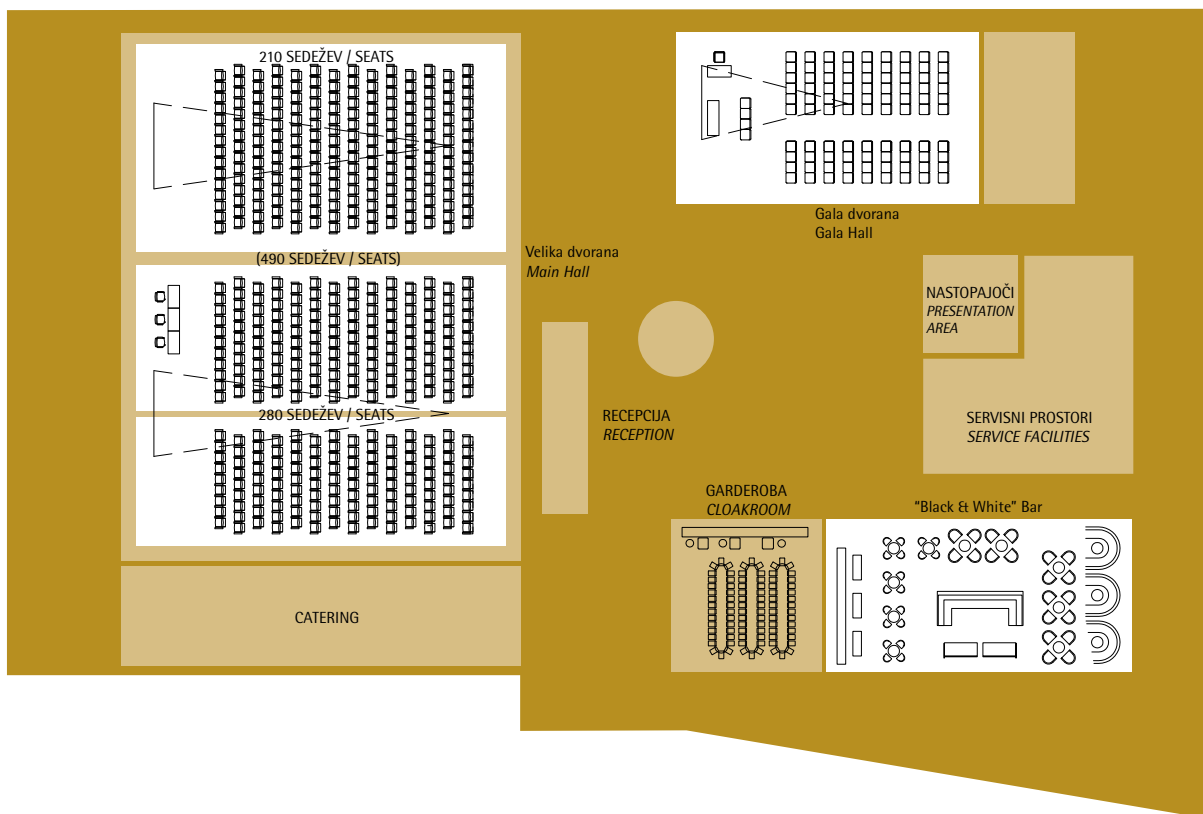 210 SEDEŽEV / SEATS
(490 SEDEŽEV / SEATS)
280 SEDEŽEV / SEATS
Velika dvorana
Main Hall
CATERING
RECEPCIJA
RECEPTION
Gala dvorana
Gala Hall
NASTOPAJOČI
PRESENTATION
AREA
SERVISNI PROSTORI
SERVICE FACILITIES
GARDEROBA
CLOAKROOM
“Black & White” Bar